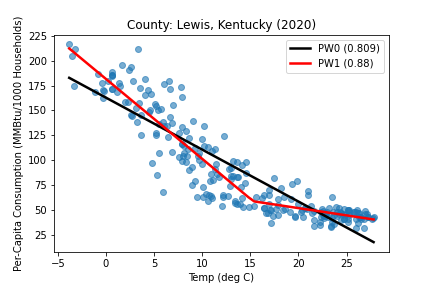 County: Lewis, Kentucky (2020)
Per-Capita Consumption (MMBtu/1000 Households)
225
200
175
150
125
100
75
50
25
PW0 (0.809)
PW1 (0.88)
−5 0 5 10 15 20 25
Temp (deg C)